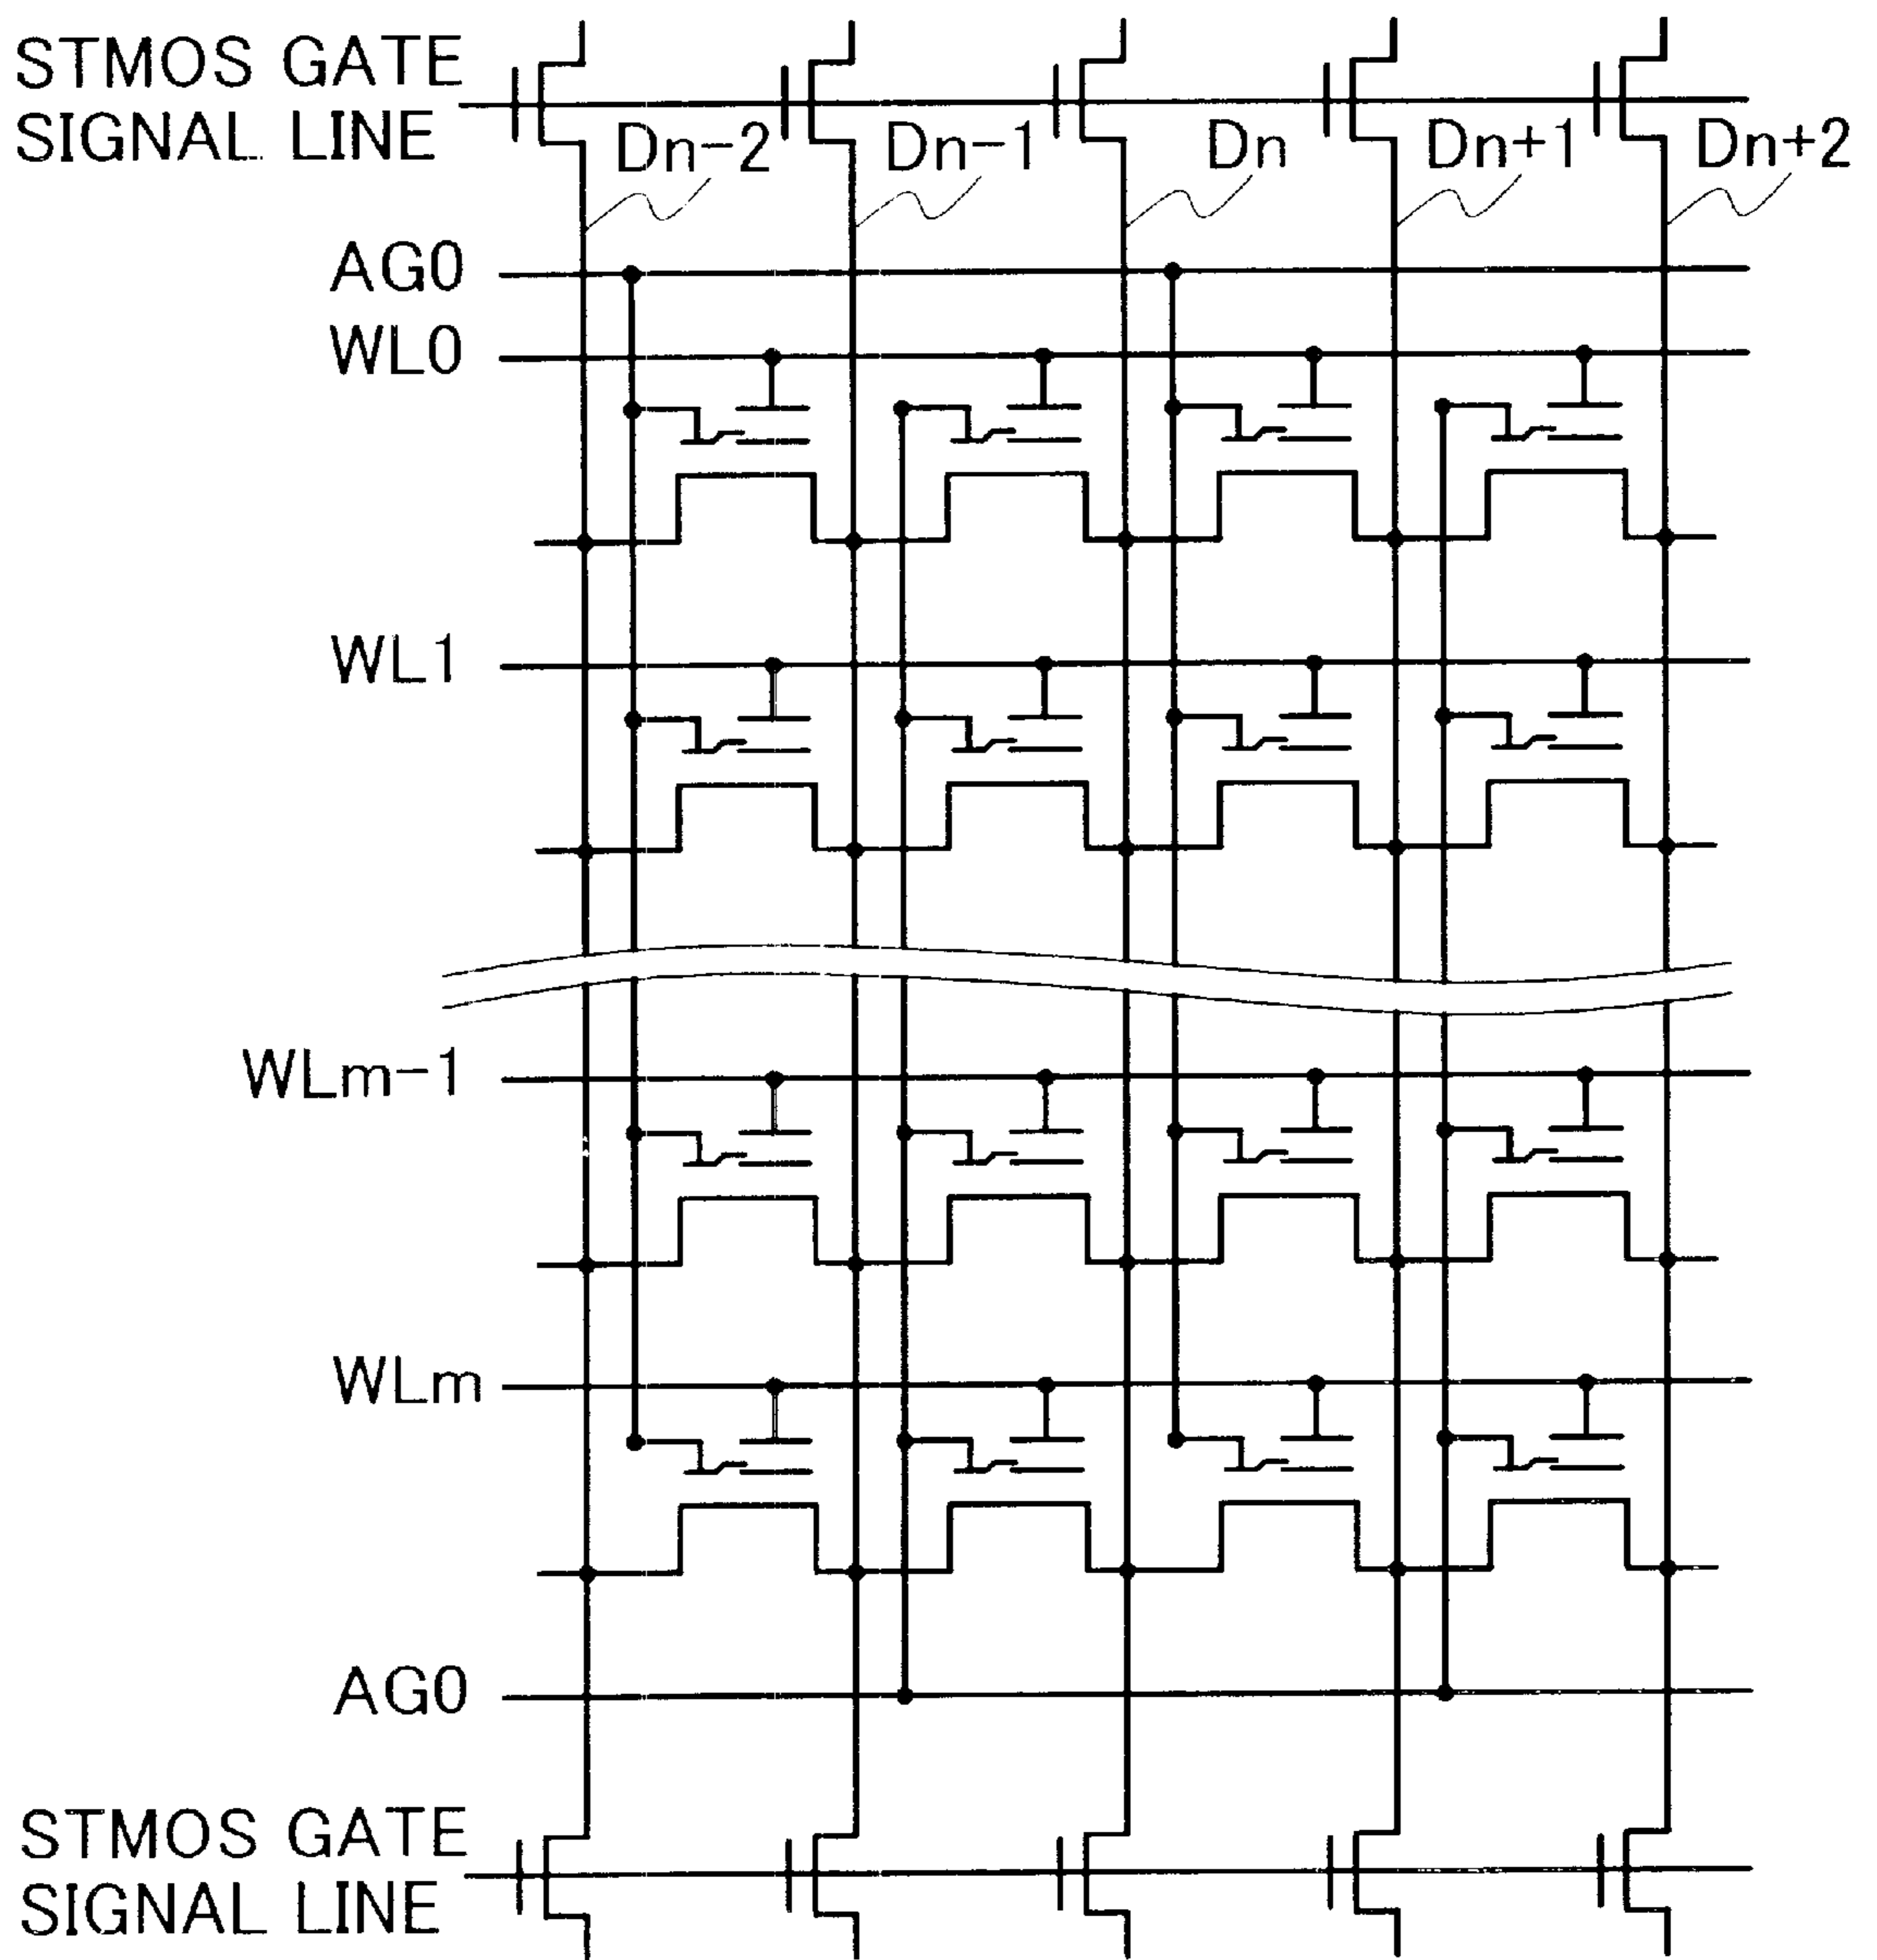 STMOS GATE
SIGNAL LINE
Dn-2
Dn-1
Dn
Dn+1
Dn+2
AG0
WL0
WL1
WLm-1
WLm
AG0
STMOS GATE
SIGNAL LINE